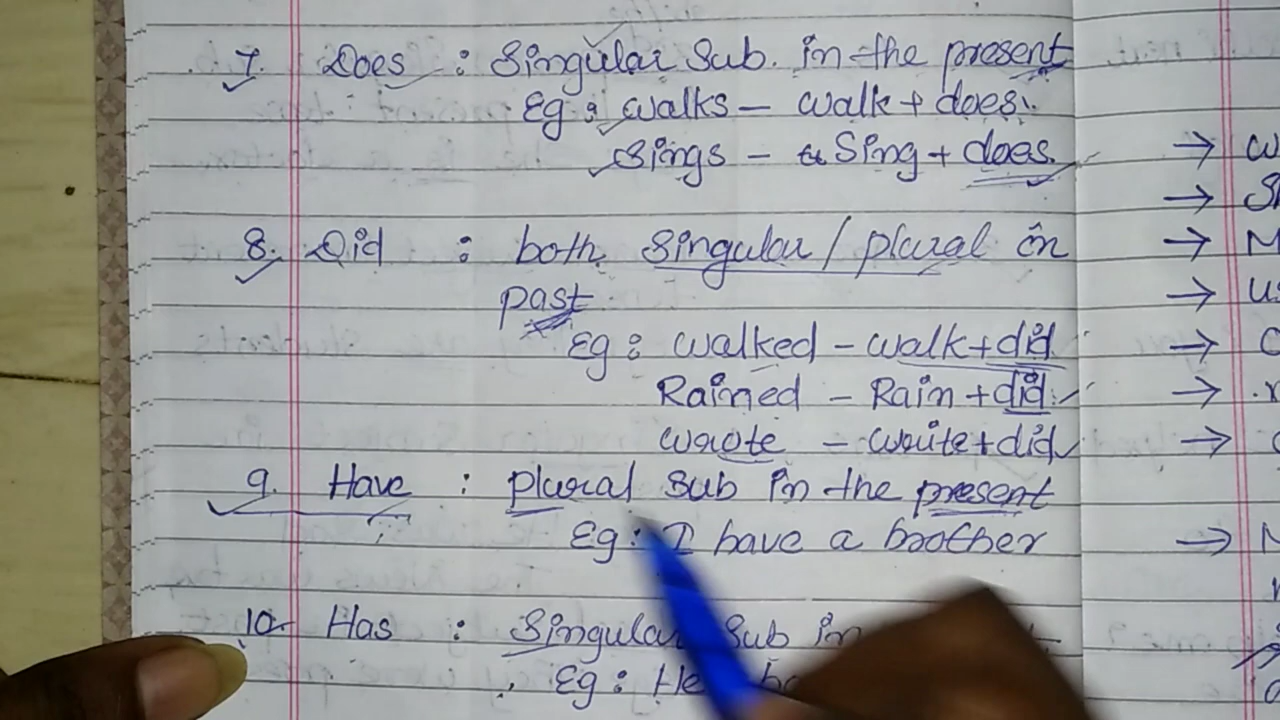 7. Does : Singular Sub. in the present
Eg : walks - walk + does.
Sings - Sing + does.
8. Did : both Singular / plural in
past
Eg : walked - walk + did
Rained - Rain + did.
wrote - write + did
9. Have : plural Sub in the present
Eg : I have a brother
10. Has : Singular Sub in
Eg : He